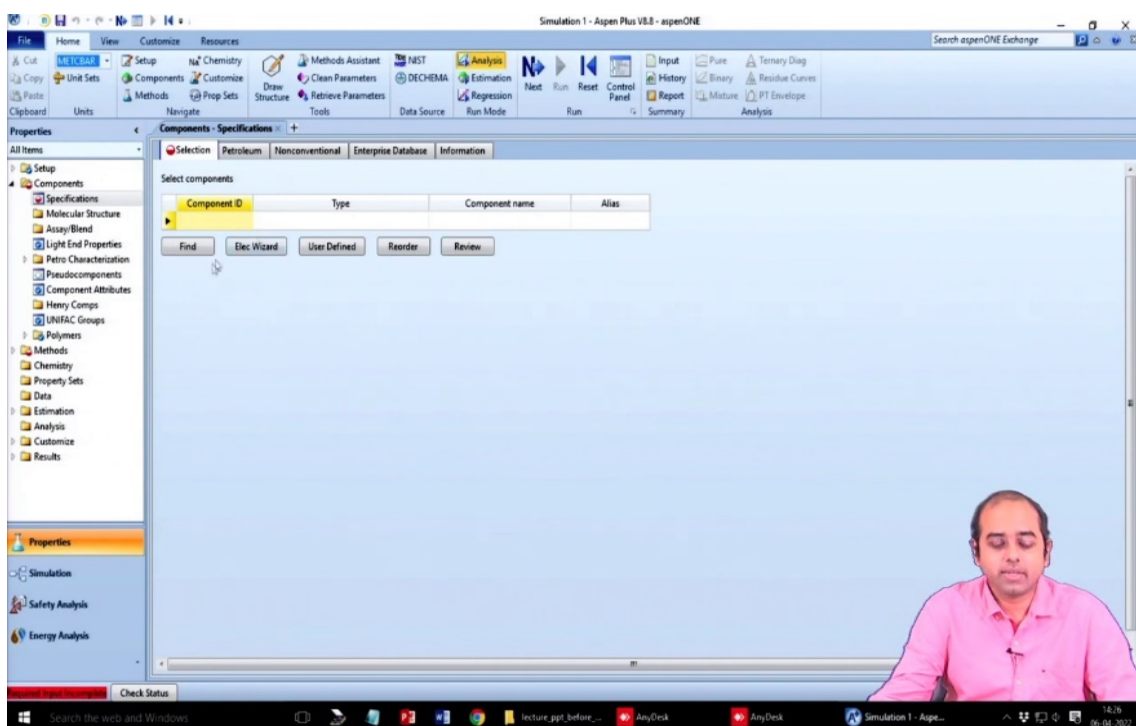 Simulation 1 - Aspen Plus V8.8 - aspenONE
File Home View Customize Resources Search aspenONE Exchange
Cut METCBAR Setup Chemistry Methods Assistant NIST Analysis Input Pure Ternary Diag
Copy Unit Sets Components Customize Draw Structure Clean Parameters DECHEMA Estimation Next Run Reset Control Panel History Binary Residue Curves
Paste Methods Prop Sets Retrieve Parameters Regression Report Mixture PT Envelope
Clipboard Units Navigate Tools Data Source Run Mode Run Summary Analysis
Properties Components - Specifications +
All Items Selection Petroleum Nonconventional Enterprise Database Information
Setup
Components
Specifications
Molecular Structure
Assay/Blend
Light End Properties
Petro Characterization
Pseudocomponents
Component Attributes
Henry Comps
UNIFAC Groups
Polymers
Methods
Chemistry
Property Sets
Data
Estimation
Analysis
Customize
Results
Select components
Component ID Type Component name Alias
Find Elec Wizard User Defined Reorder Review
Properties
Simulation
Safety Analysis
Energy Analysis
Required Input Incomplete Check Status
Search the web and Windows lecture_ppt_before_... AnyDesk AnyDesk Simulation 1 - Aspe... 14:26
06-04-2021